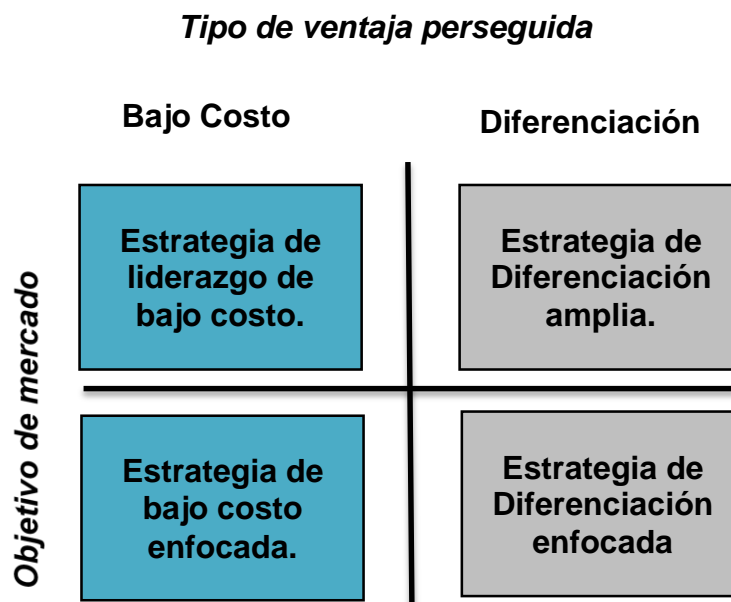 Tipo de ventaja perseguida
Bajo Costo
Diferenciación
Estrategia de
liderazgo de
bajo costo.
Estrategia de
Diferenciación
amplia.
Objetivo de mercado
Estrategia de
bajo costo
enfocada.
Estrategia de
Diferenciación
enfocada